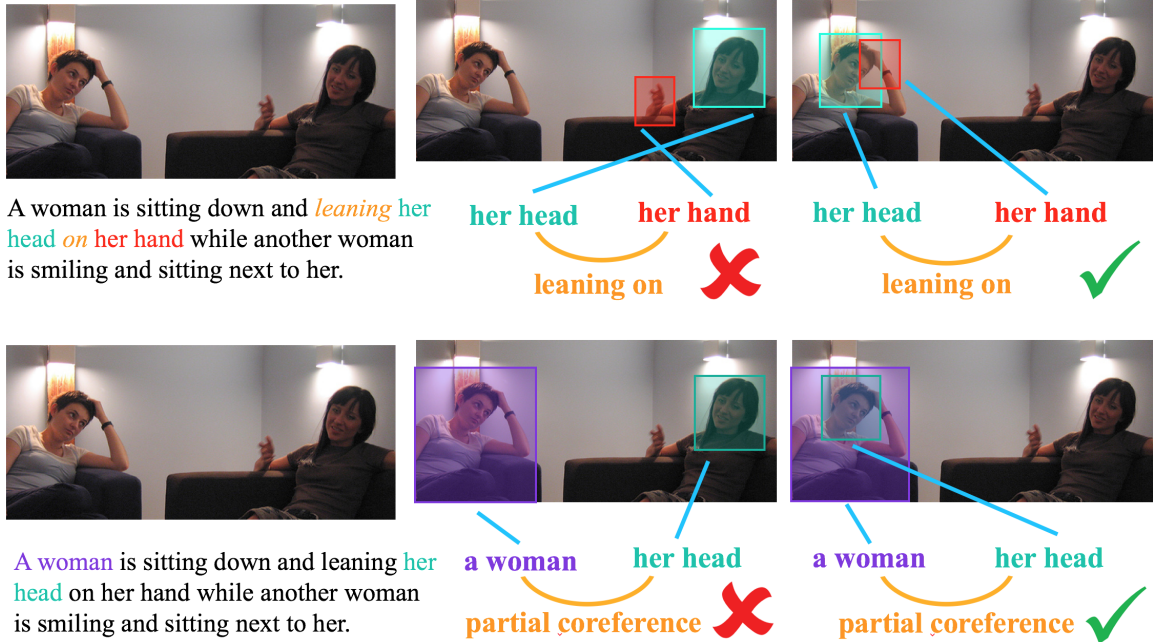 A woman is sitting down and leaning her
head on her hand while another woman
is smiling and sitting next to her.
her head
her hand
leaning on
her head
her hand
leaning on
A woman is sitting down and leaning her
head on her hand while another woman
is smiling and sitting next to her.
a woman
her head
partial coreference
a woman
her head
partial coreference